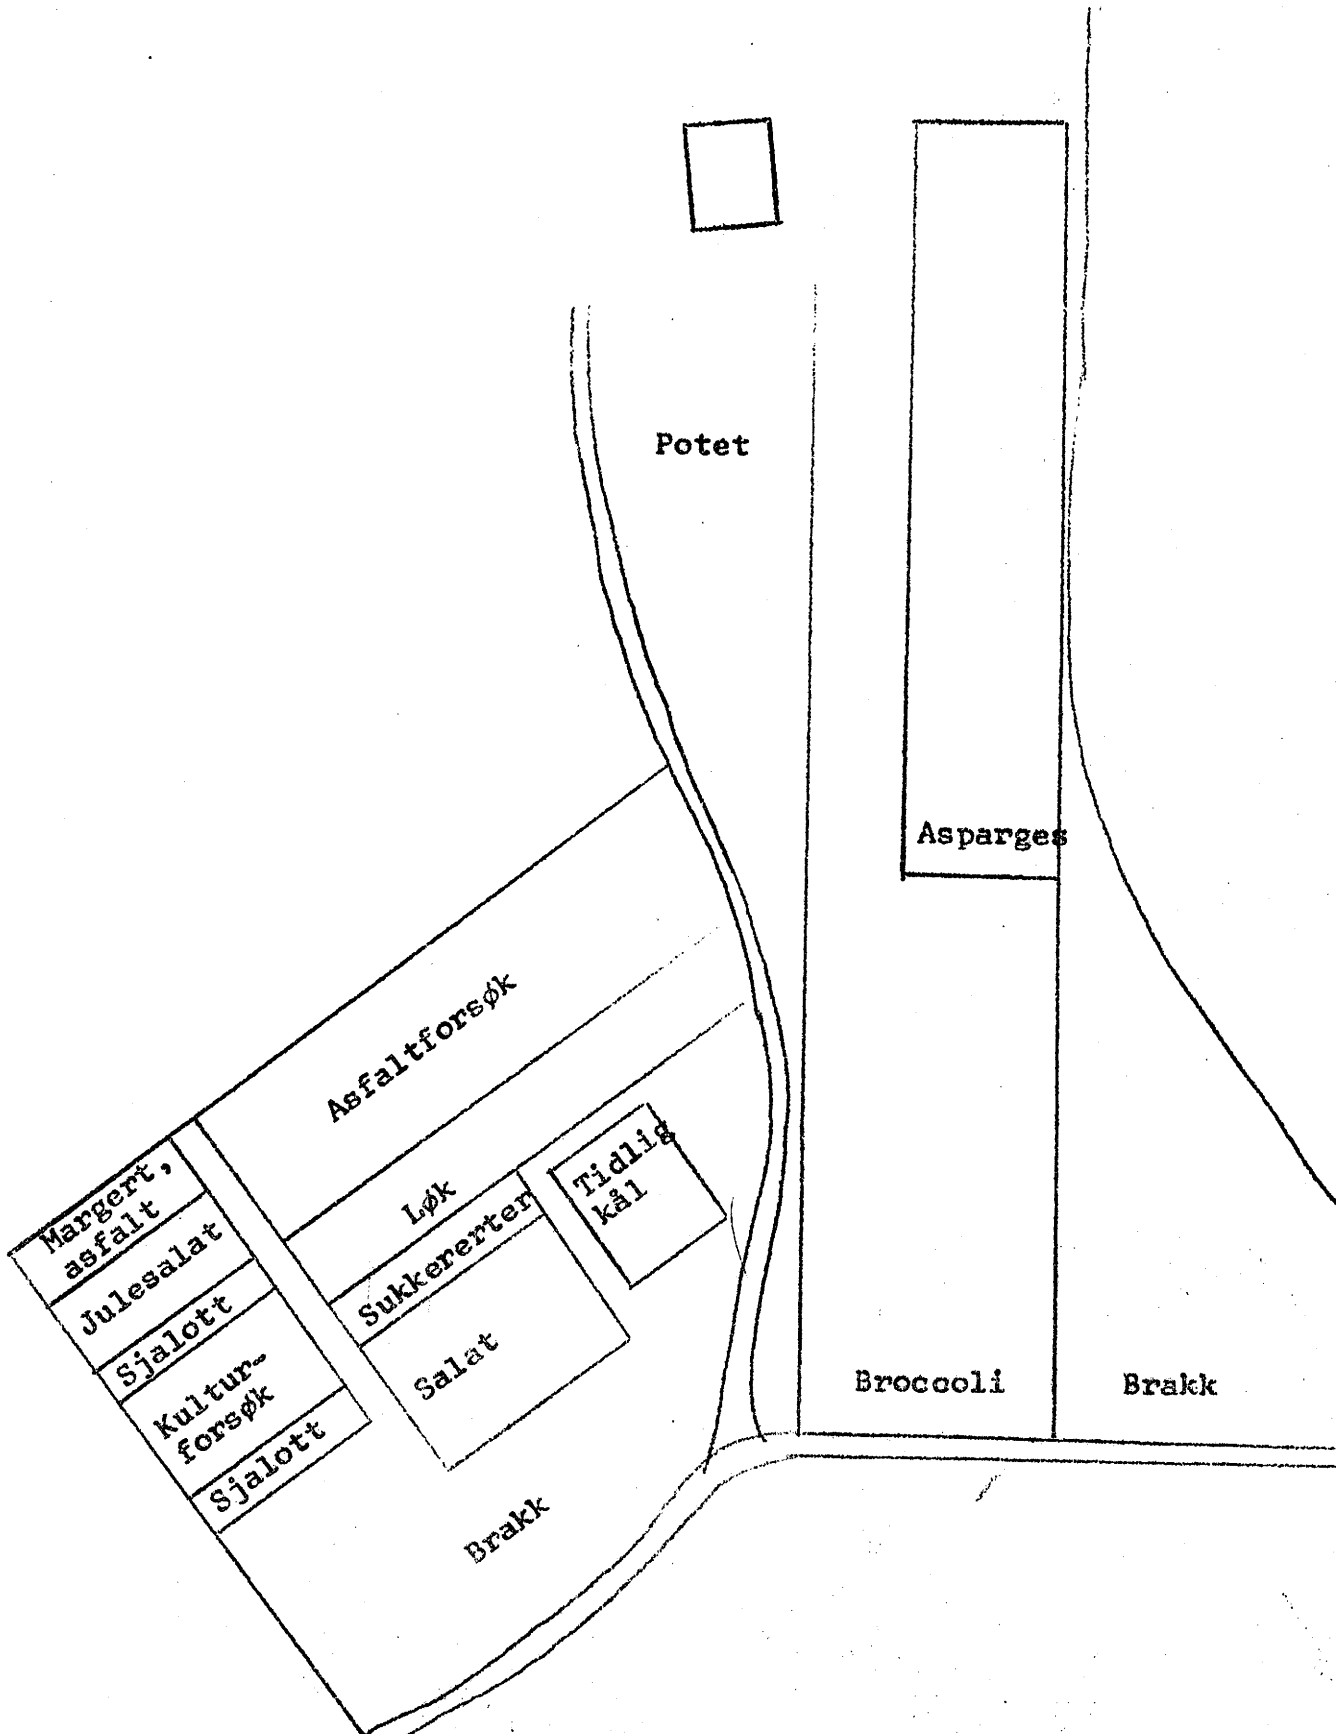 Potet
Asparges
Asfaltforsøk
Løk
Tidlig
kål
Margert,
asfalt
Sukkererter
Julesalat
Sjalott
Salat
Kultur-
forsøk
Sjalott
Broccoli
Brakk
Brakk